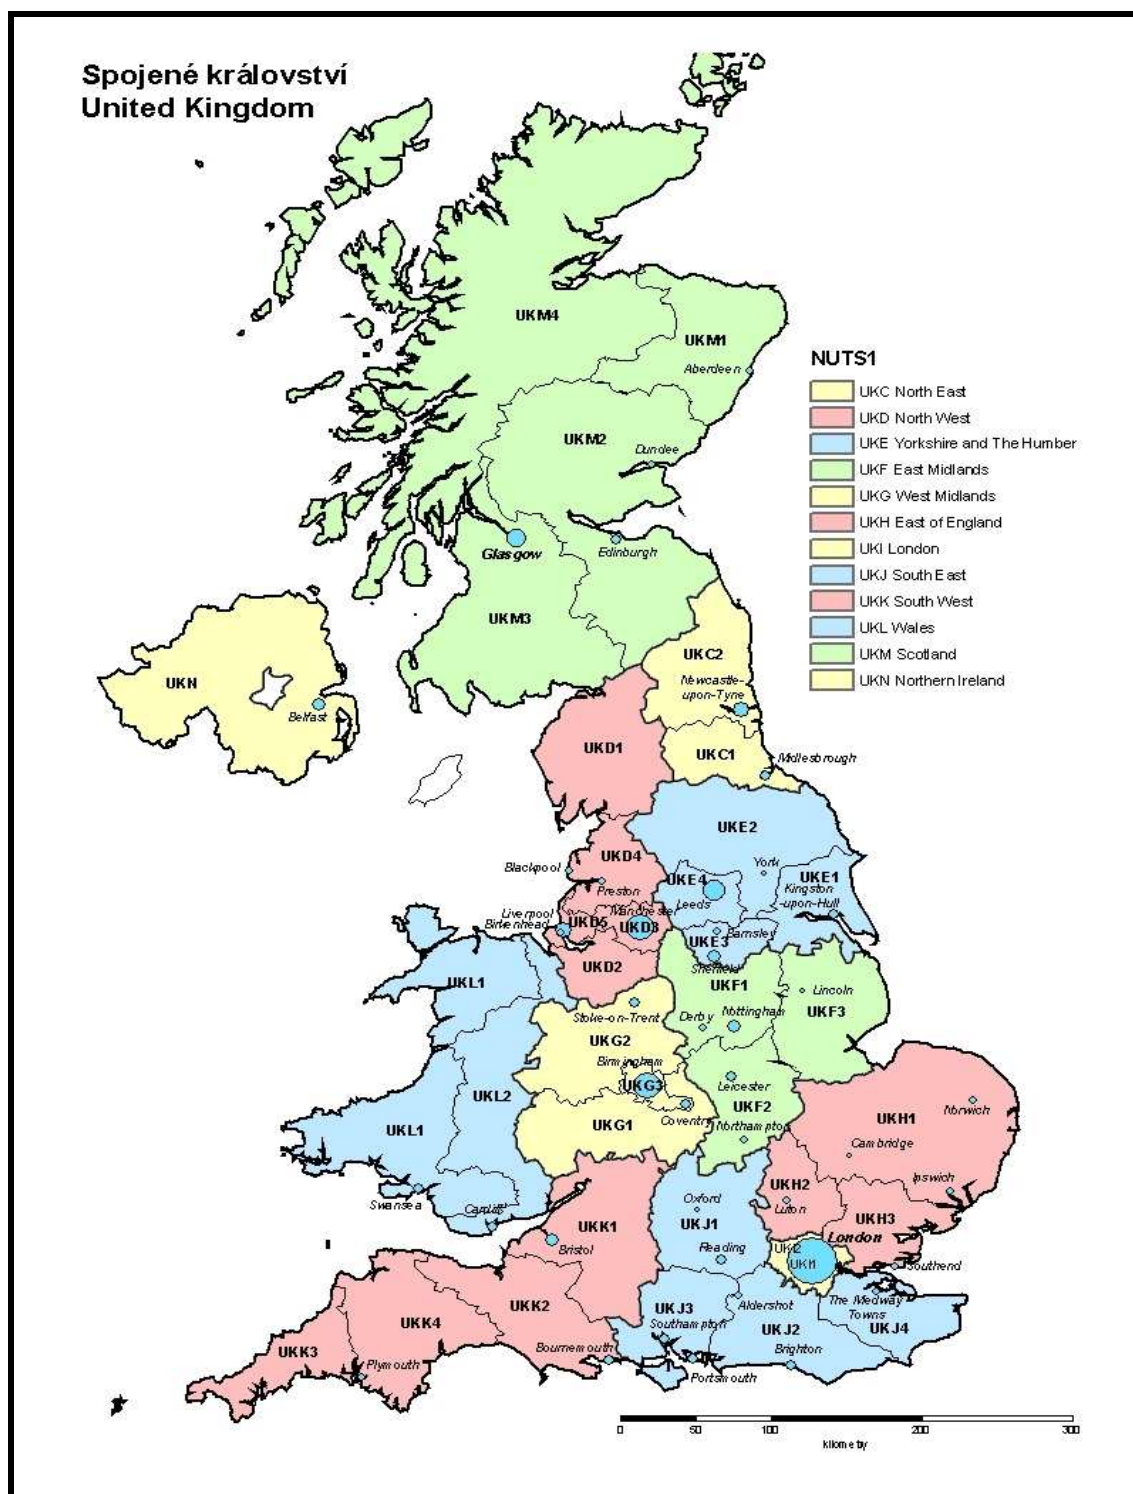 Spojené království
United Kingdom
UKM4
UKM1
Aberdeen
NUTS1
UKC North East
UKD North West
UKE Yorkshire and The Humber
UKF East Midlands
UKG West Midlands
UKH East of England
UKI London
UKJ South East
UKK South West
UKL Wales
UKM Scotland
UKN Northern Ireland
UKM2
Dundee
Glasgow
Edinburgh
UKM3
UKC2
Newcastle-
upon-Tyne
UKN
Belfast
UKD1
UKC1
Midlesbrough
UKE2
UKD4
Blackpool
York
UKE4
UKE1
Preston
Leeds
Kingston
-upon-Hull
Liverpool
Manchester
Birkenhead
UKD5
UKD3
Barnsley
UKE3
UKD2
Sheffield
UKL1
UKF1
Lincoln
Stoke-on-Trent
Derby
Nottingham
UKF3
UKG2
Birmingham
UKG3
Leicester
UKL2
UKF2
Norwich
UKH1
UKL1
UKG1
Coventry
Northampton
Cambridge
UKH2
Ipswich
Swansea
Cardiff
Oxford
Luton
UKK1
UKJ1
UKH3
London
Bristol
Reading
UKI2
UKI1
Southend
UKK2
UKJ3
Aldershot
The Medway
Towns
UKK4
Southampton
UKJ2
UKJ4
UKK3
Bournemouth
Brighton
Plymouth
Portsmouth
0 50 100 200 300
kilometry